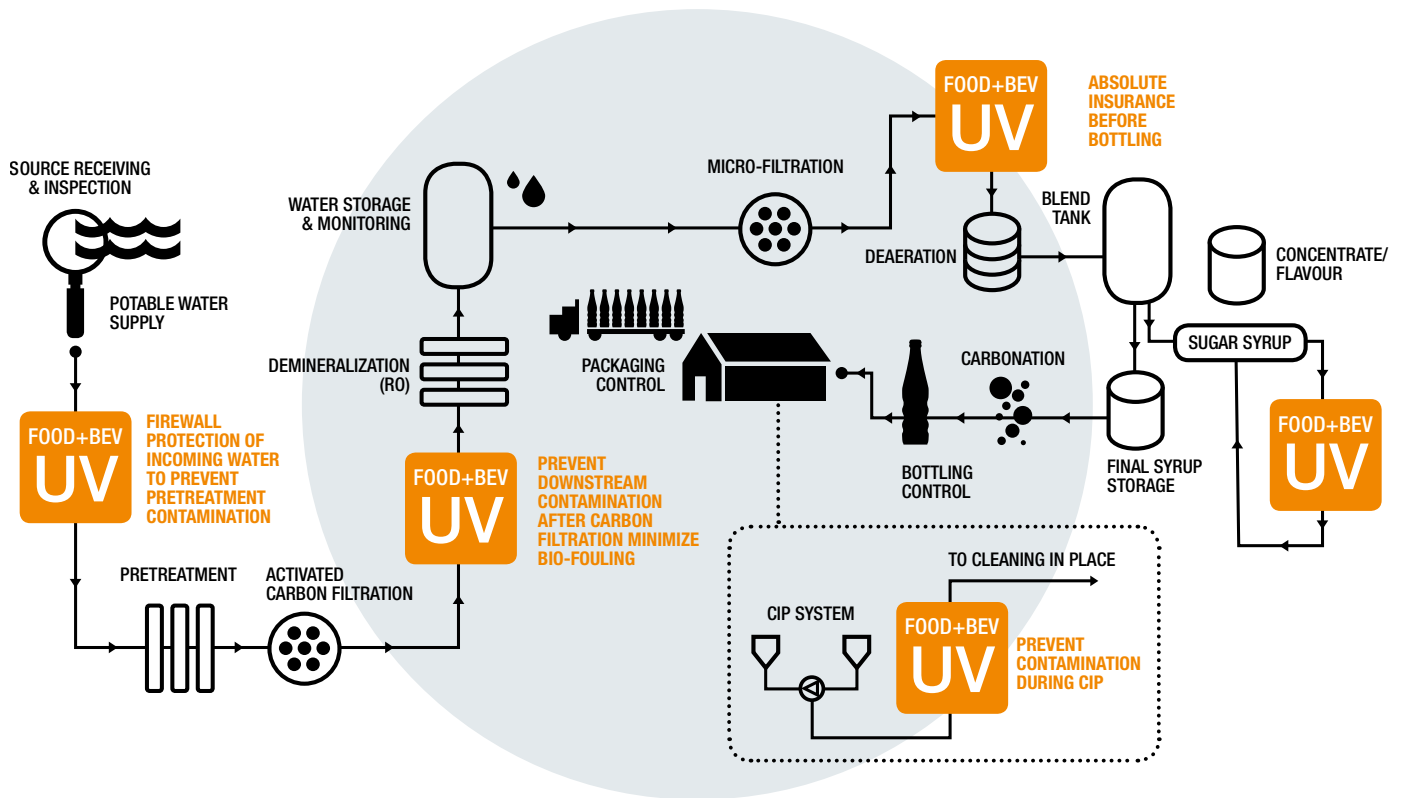 SOURCE RECEIVING
& INSPECTION
POTABLE WATER
SUPPLY
FOOD+BEV
UV
FIREWALL
PROTECTION OF
INCOMING WATER
TO PREVENT
PRETREATMENT
CONTAMINATION
PRETREATMENT
ACTIVATED
CARBON FILTRATION
FOOD+BEV
UV
PREVENT
DOWNSTREAM
CONTAMINATION
AFTER CARBON
FILTRATION MINIMIZE
BIO-FOULING
DEMINERALIZATION
(RO)
WATER STORAGE
& MONITORING
MICRO-FILTRATION
FOOD+BEV
UV
ABSOLUTE
INSURANCE
BEFORE
BOTTLING
DEAERATION
BLEND
TANK
CONCENTRATE/
FLAVOUR
SUGAR SYRUP
FOOD+BEV
UV
FINAL SYRUP
STORAGE
CARBONATION
BOTTLING
CONTROL
PACKAGING
CONTROL
TO CLEANING IN PLACE
CIP SYSTEM
FOOD+BEV
UV
PREVENT
CONTAMINATION
DURING CIP